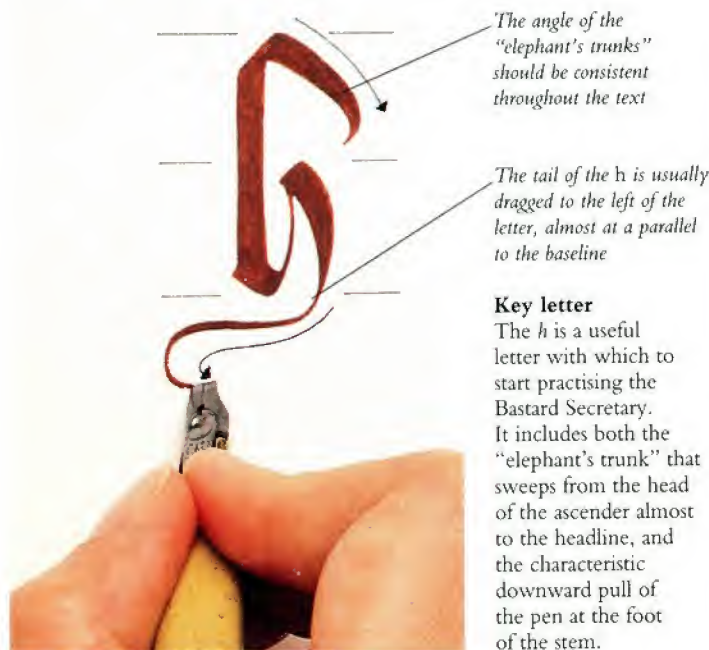 The angle of the
“elephant's trunks”
should be consistent
throughout the text
The tail of the h is usually
dragged to the left of the
letter, almost at a parallel
to the baseline
Key letter
The h is a useful
letter with which to
start practising the
Bastard Secretary.
It includes both the
“elephant's trunk” that
sweeps from the head
of the ascender almost
to the headline, and
the characteristic
downward pull of
the pen at the foot
of the stem.
h